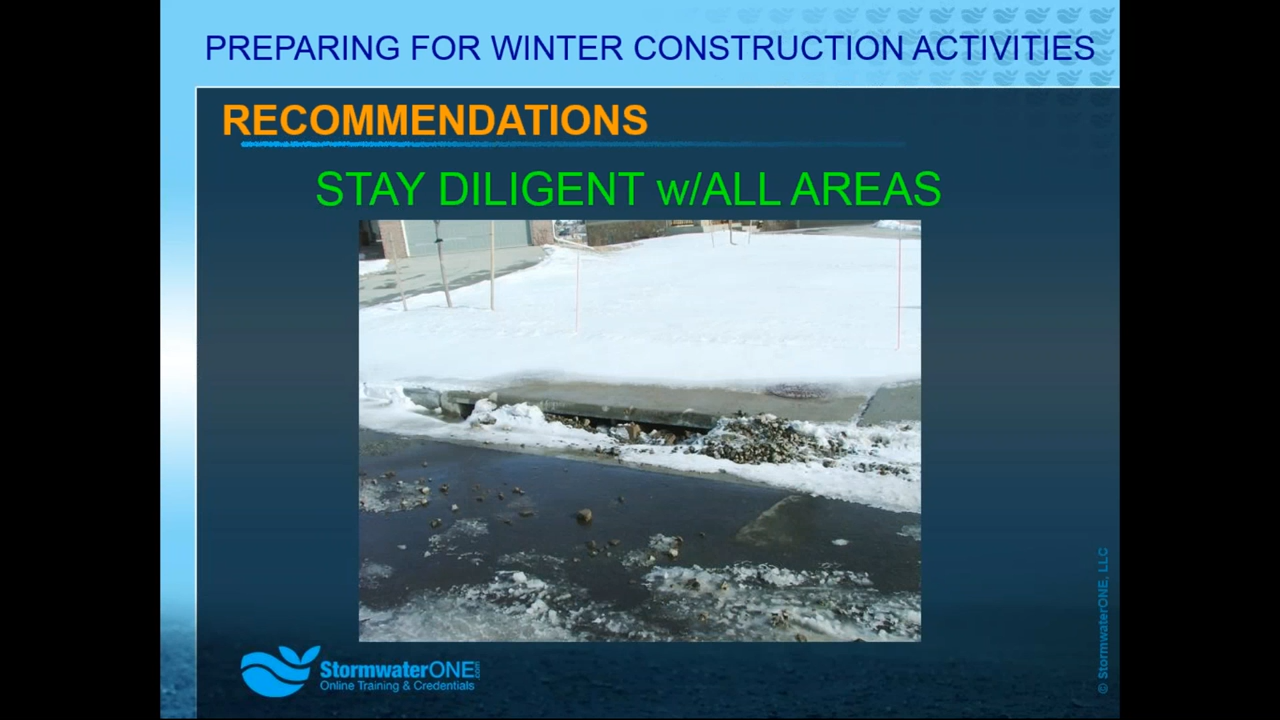 PREPARING FOR WINTER CONSTRUCTION ACTIVITIES
RECOMMENDATIONS
STAY DILIGENT w/ALL AREAS
StormwaterONE.com
Online Training & Credentials
© StormwaterONE, LLC